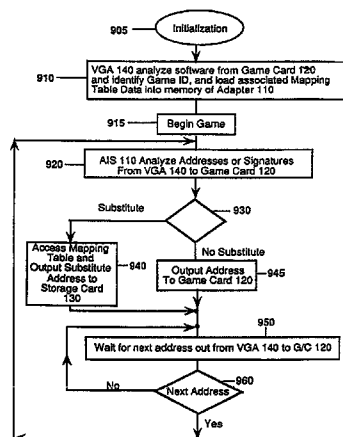 905
Initialization
910
VGA 140 analyze software from Game Card 120
and identify Game ID, and load associated Mapping
Table Data into memory of Adapter 110
915
Begin Game
920
AIS 110 Analyze Addresses or Signatures
From VGA 140 to Game Card 120
930
Substitute
No Substitute
Access Mapping
Table and
Output Substitute
Address to
Storage Card
130
940
Output Address
To Game Card 120
945
950
Wait for next address out from VGA 140 to G/C 120
No
Next Address
960
Yes